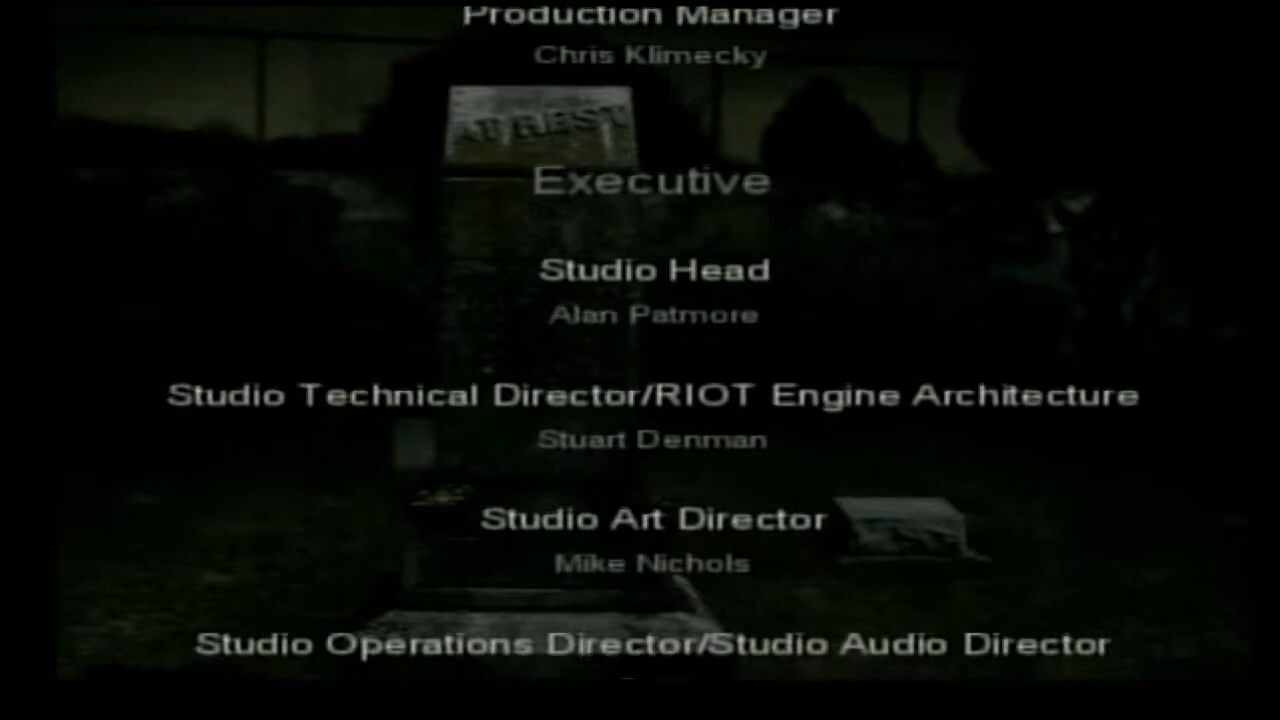 Production Manager
Chris Klimecky
AT REST
Executive
Studio Head
Alan Patmore
Studio Technical Director/RIOT Engine Architecture
Stuart Denman
Studio Art Director
Mike Nichols
Studio Operations Director/Studio Audio Director